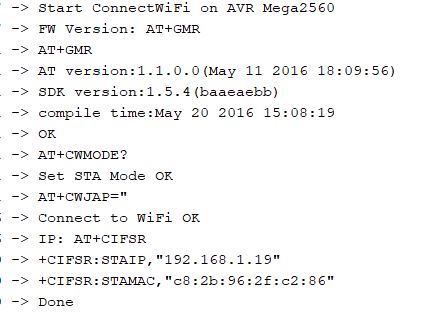 -> Start ConnectWiFi on AVR Mega2560
-> FW Version: AT+GMR
-> AT+GMR
-> AT version:1.1.0.0(May 11 2016 18:09:56)
-> SDK version:1.5.4(baaeaebb)
-> compile time:May 20 2016 15:08:19
-> OK
-> AT+CWMODE?
-> Set STA Mode OK
-> AT+CWJAP="
-> Connect to WiFi OK
-> IP: AT+CIFSR
-> +CIFSR:STAIP,"192.168.1.19"
-> +CIFSR:STAMAC,"c8:2b:96:2f:c2:86"
-> Done